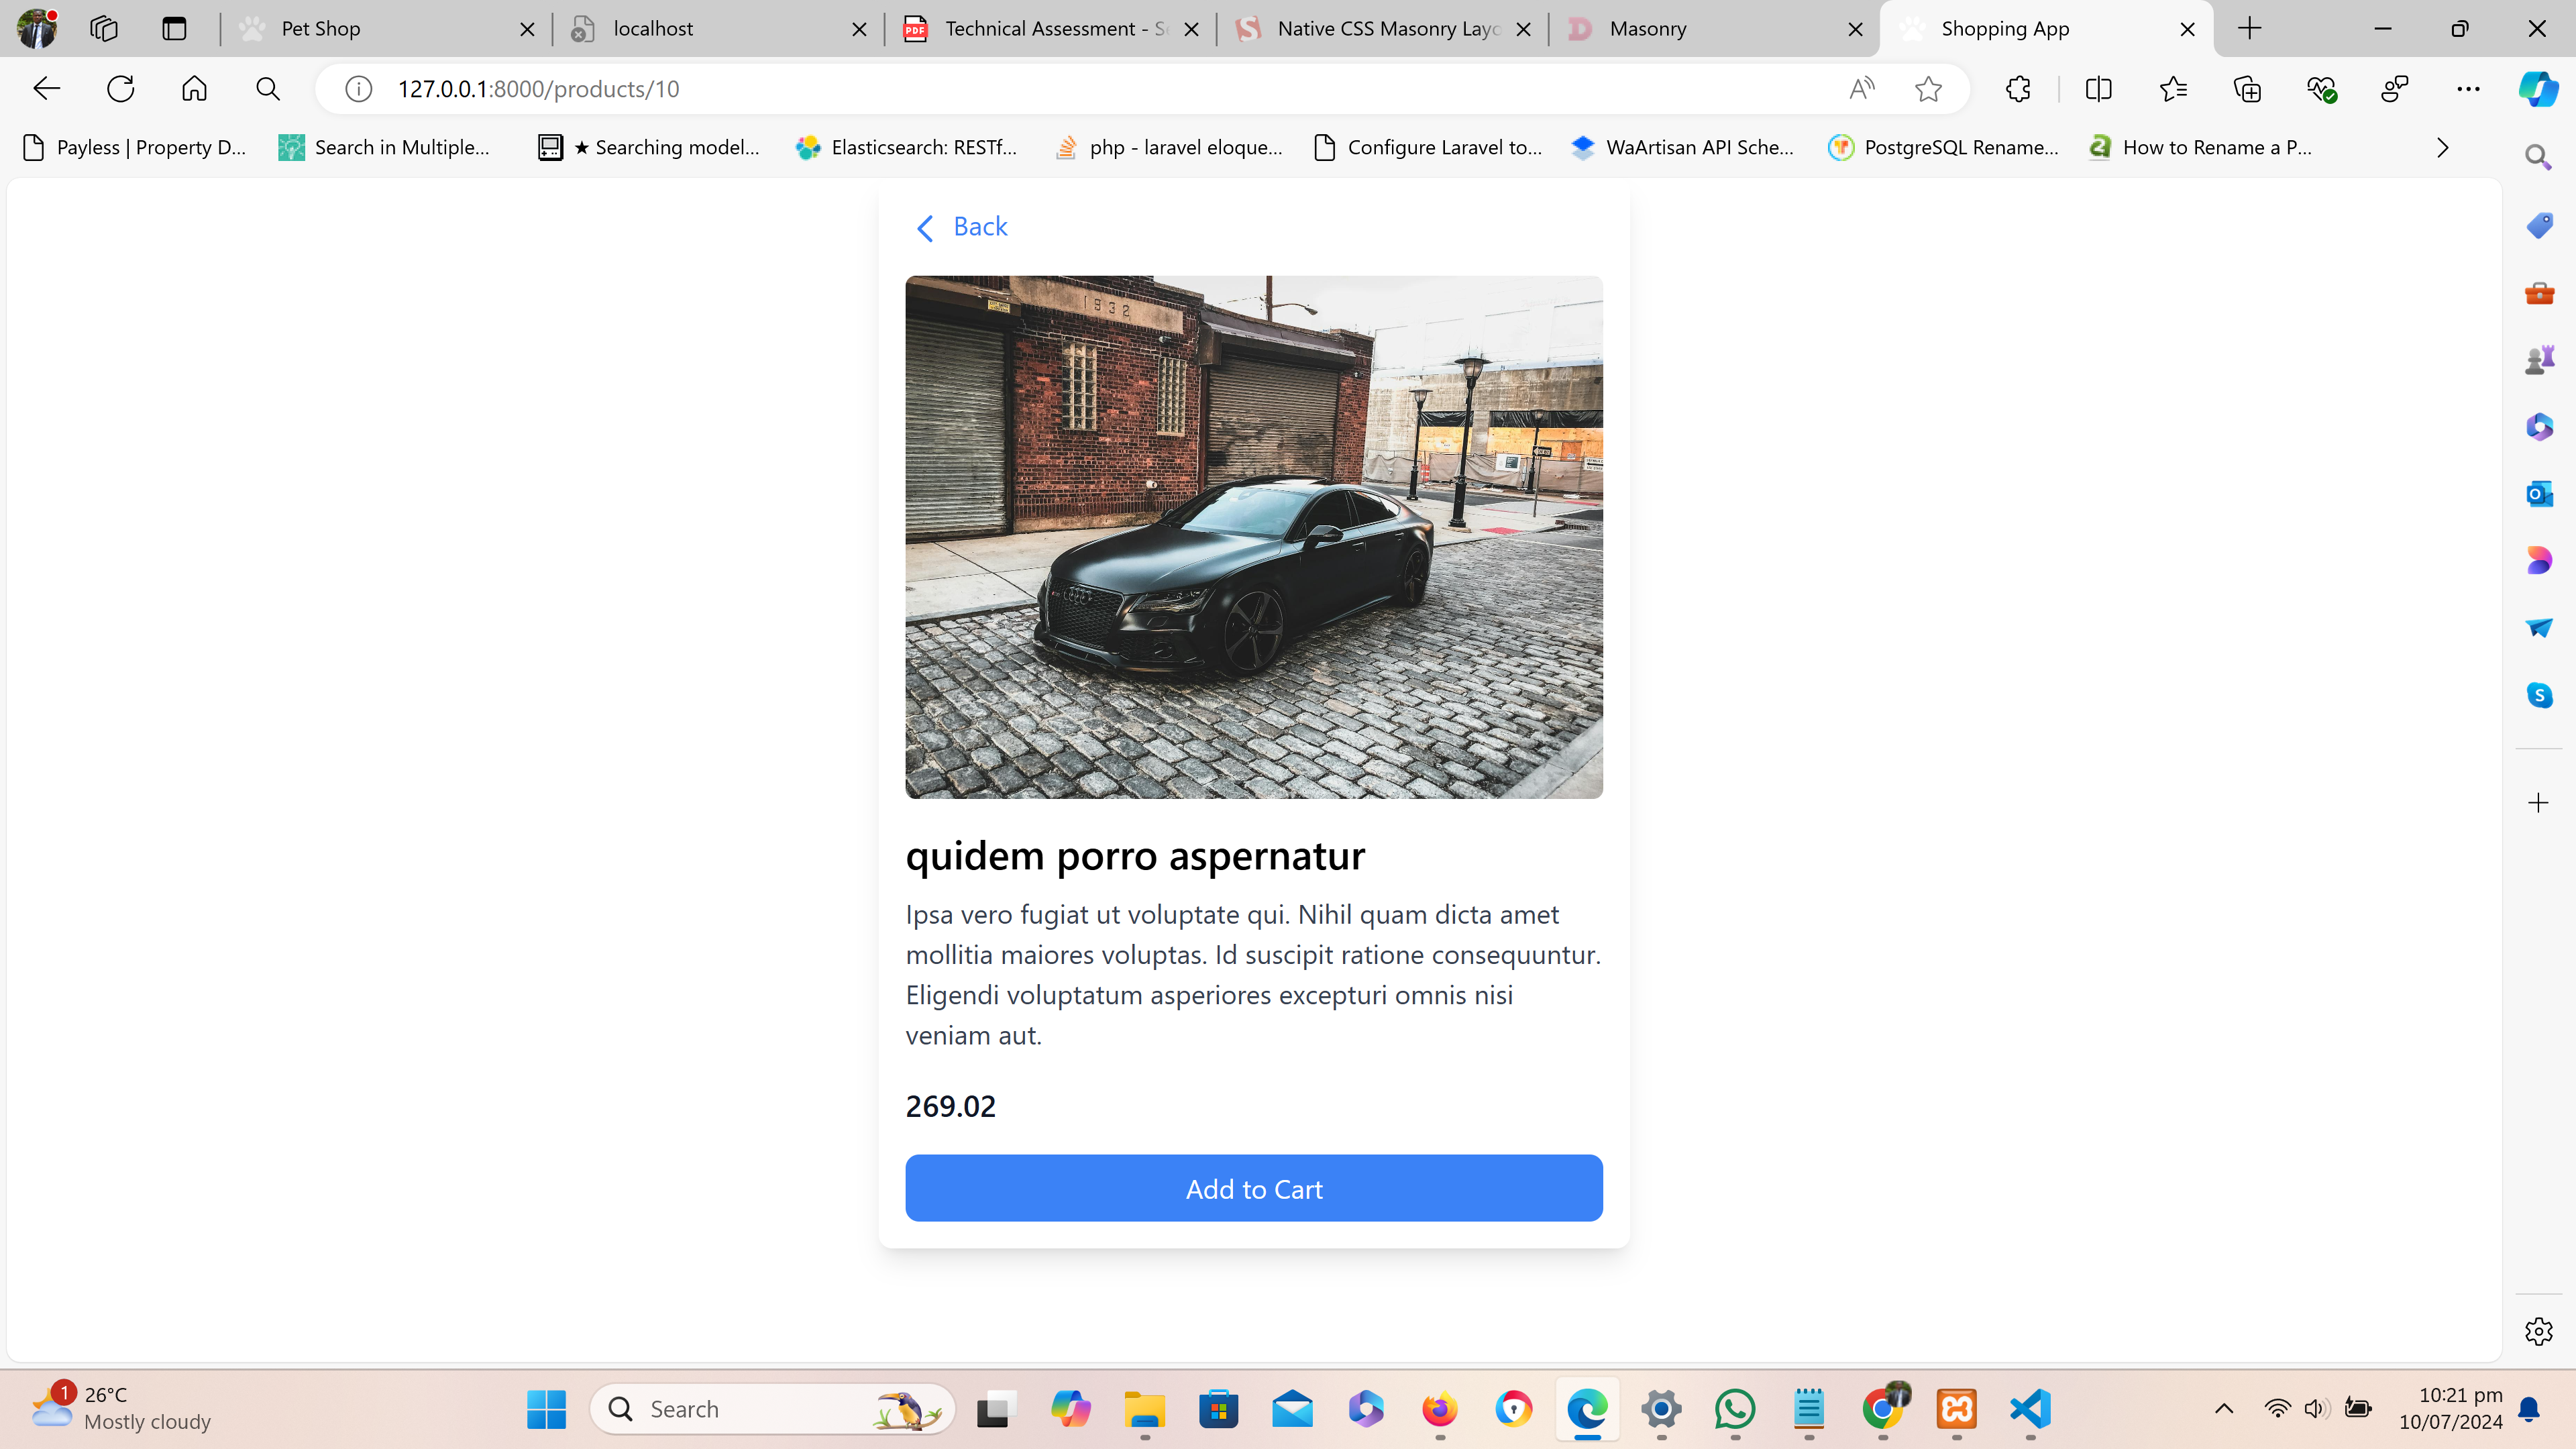 Pet Shop
localhost
Technical Assessment - S
Native CSS Masonry Layo
Masonry
Shopping App
127.0.0.1:8000/products/10
Payless | Property D...
Search in Multiple...
★ Searching model...
Elasticsearch: RESTf...
php - laravel eloque...
Configure Laravel to...
WaArtisan API Sche...
PostgreSQL Rename...
How to Rename a P...
Back
1932
quidem porro aspernatur
Ipsa vero fugiat ut voluptate qui. Nihil quam dicta amet
mollitia maiores voluptas. Id suscipit ratione consequuntur.
Eligendi voluptatum asperiores excepturi omnis nisi
veniam aut.
269.02
Add to Cart
1
26°C
Mostly cloudy
Search
10:21 pm
10/07/2024